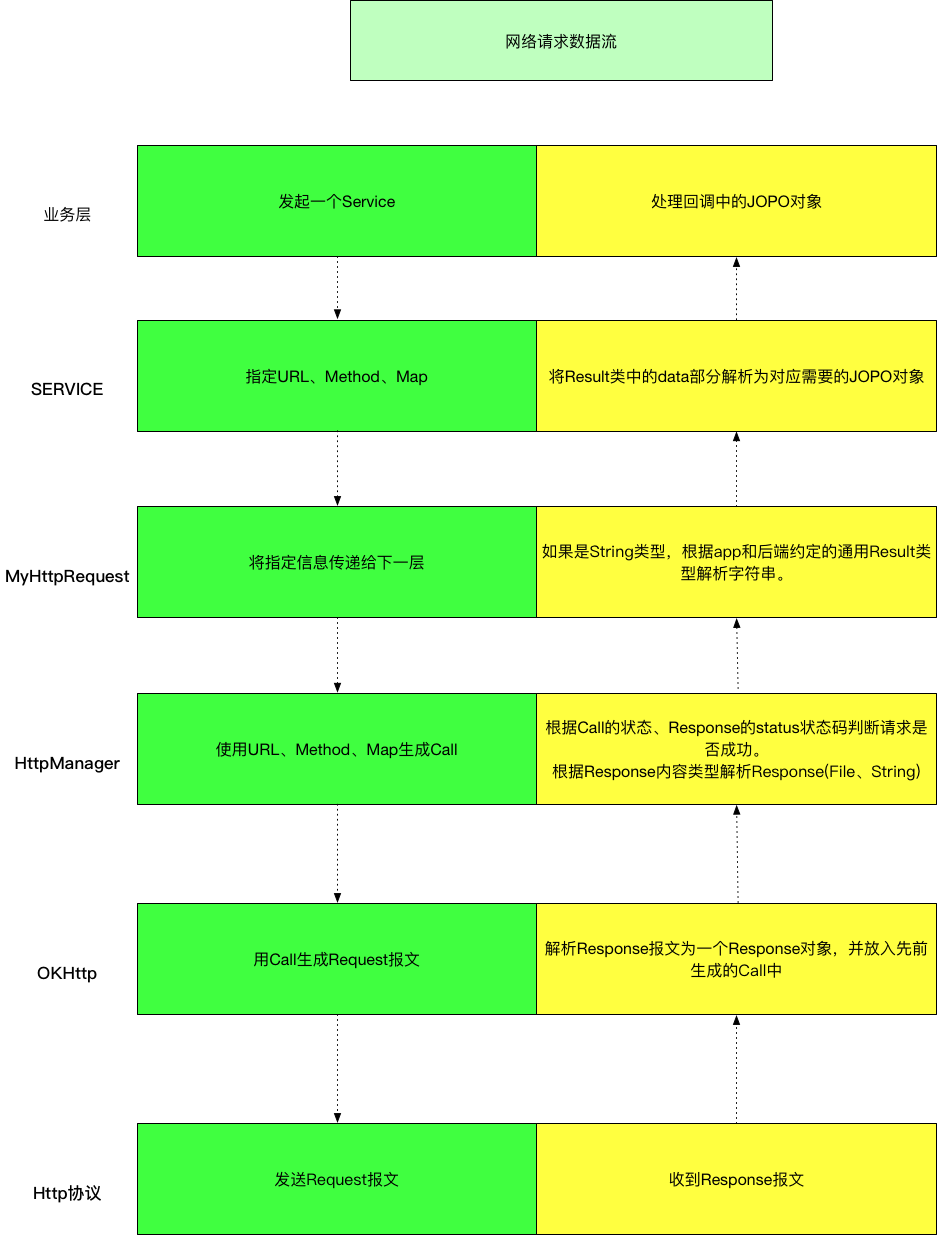 网络请求数据流
业务层
发起一个Service
处理回调中的JOPO对象
SERVICE
指定URL、Method、Map
将Result类中的data部分解析为对应需要的JOPO对象
MyHttpRequest
将指定信息传递给下一层
如果是String类型，根据app和后端约定的通用Result类
型解析字符串。
HttpManager
使用URL、Method、Map生成Call
根据Call的状态、Response的status状态码判断请求是
否成功。
根据Response内容类型解析Response(File、String)
OKHttp
用Call生成Request报文
解析Response报文为一个Response对象，并放入先前
生成的Call中
Http协议
发送Request报文
收到Response报文